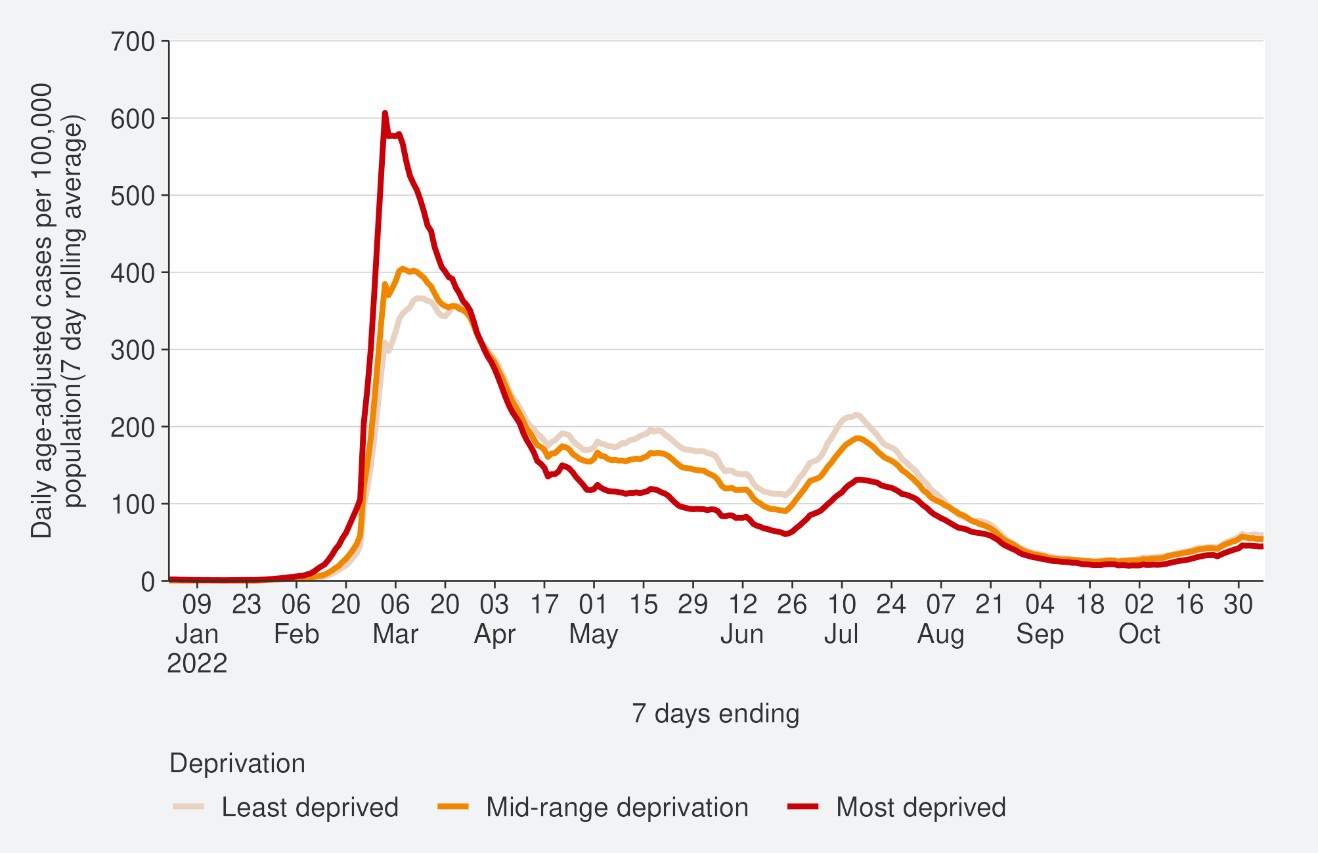 Daily age-adjusted cases per 100,000
population(7 day rolling average)
700
600
500
400
300
200
100
0
09 23 06 20 06 20 03 17 01 15 29 12 26 10 24 07 21 04 18 02 16 30
Jan Feb Mar Apr May Jun Jul Aug Sep Oct
2022
7 days ending
Deprivation
Least deprived Mid-range deprivation Most deprived